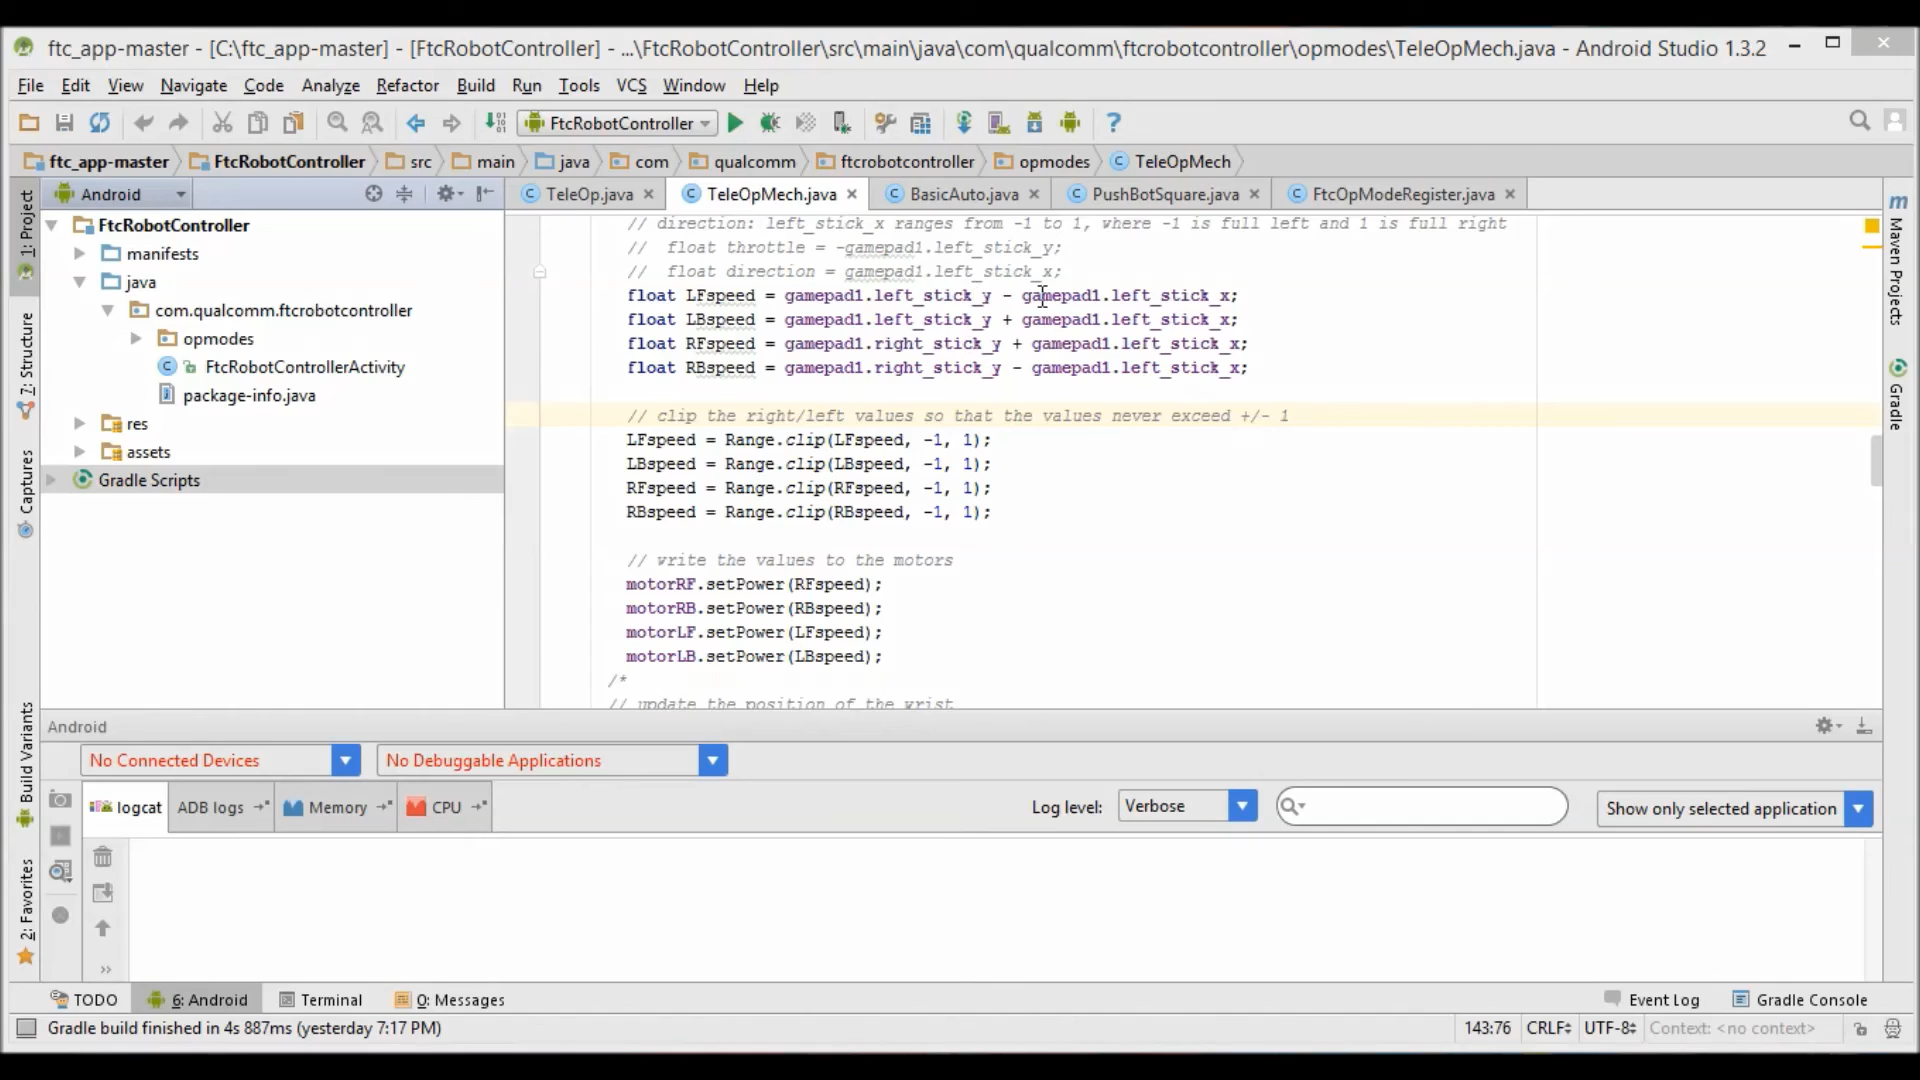 ftc_app-master - [C:\ftc_app-master] - [FtcRobotController] - ...\FtcRobotController\src\main\java\com\qualcomm\ftcrobotcontroller\opmodes\TeleOpMech.java - Android Studio 1.3.2
File Edit View Navigate Code Analyze Refactor Build Run Tools VCS Window Help
FtcRobotController
ftc_app-master FtcRobotController src main java com qualcomm ftcrobotcontroller opmodes TeleOpMech
Android TeleOp.java TeleOpMech.java BasicAuto.java PushBotSquare.java FtcOpModeRegister.java
1: Project
7: Structure
Captures
Build Variants
2: Favorites
FtcRobotController
manifests
java
com.qualcomm.ftcrobotcontroller
opmodes
FtcRobotControllerActivity
package-info.java
res
assets
Gradle Scripts
// direction: left_stick_x ranges from -1 to 1, where -1 is full left and 1 is full right
//  float throttle = -gamepad1.left_stick_y;
//  float direction = gamepad1.left_stick_x;
float LFspeed = gamepad1.left_stick_y - gamepad1.left_stick_x;
float LBspeed = gamepad1.left_stick_y + gamepad1.left_stick_x;
float RFspeed = gamepad1.right_stick_y + gamepad1.left_stick_x;
float RBspeed = gamepad1.right_stick_y - gamepad1.left_stick_x;
// clip the right/left values so that the values never exceed +/- 1
LFspeed = Range.clip(LFspeed, -1, 1);
LBspeed = Range.clip(LBspeed, -1, 1);
RFspeed = Range.clip(RFspeed, -1, 1);
RBspeed = Range.clip(RBspeed, -1, 1);
// write the values to the motors
motorRF.setPower(RFspeed);
motorRB.setPower(RBspeed);
motorLF.setPower(LFspeed);
motorLB.setPower(LBspeed);
/*
// update the position of the wrist
m Maven Projects
Gradle
Android
No Connected Devices No Debuggable Applications
logcat ADB logs Memory CPU Log level: Verbose Show only selected application
TODO 6: Android Terminal 0: Messages Event Log Gradle Console
Gradle build finished in 4s 887ms (yesterday 7:17 PM) 143:76 CRLF UTF-8 Context: <no context>